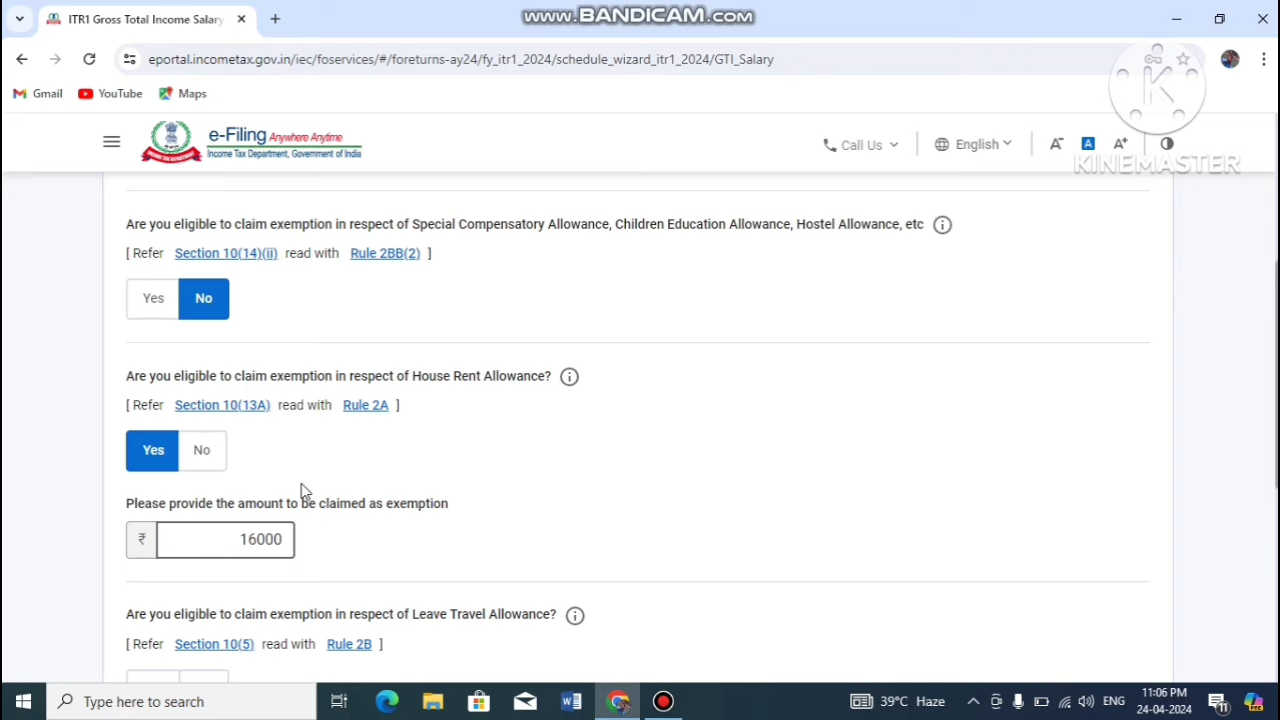 ITR1 Gross Total Income Salary
www.BANDICAM.com
eportal.incometax.gov.in/iec/foservices/#/foreturns-ay24/fy_itr1_2024/schedule_wizard_itr1_2024/GTI_Salary
Gmail YouTube Maps
K
KINEMASTER
e-Filing Anywhere Anytime
Income Tax Department, Government of India
Call Us English A- A A+
Are you eligible to claim exemption in respect of Special Compensatory Allowance, Children Education Allowance, Hostel Allowance, etc
[ Refer Section 10(14)(ii) read with Rule 2BB(2) ]
Yes No
Are you eligible to claim exemption in respect of House Rent Allowance?
[ Refer Section 10(13A) read with Rule 2A ]
Yes No
Please provide the amount to be claimed as exemption
₹ 16000
Are you eligible to claim exemption in respect of Leave Travel Allowance?
[ Refer Section 10(5) read with Rule 2B ]
Type here to search
39°C Haze
ENG
11:06 PM
24-04-2024
11